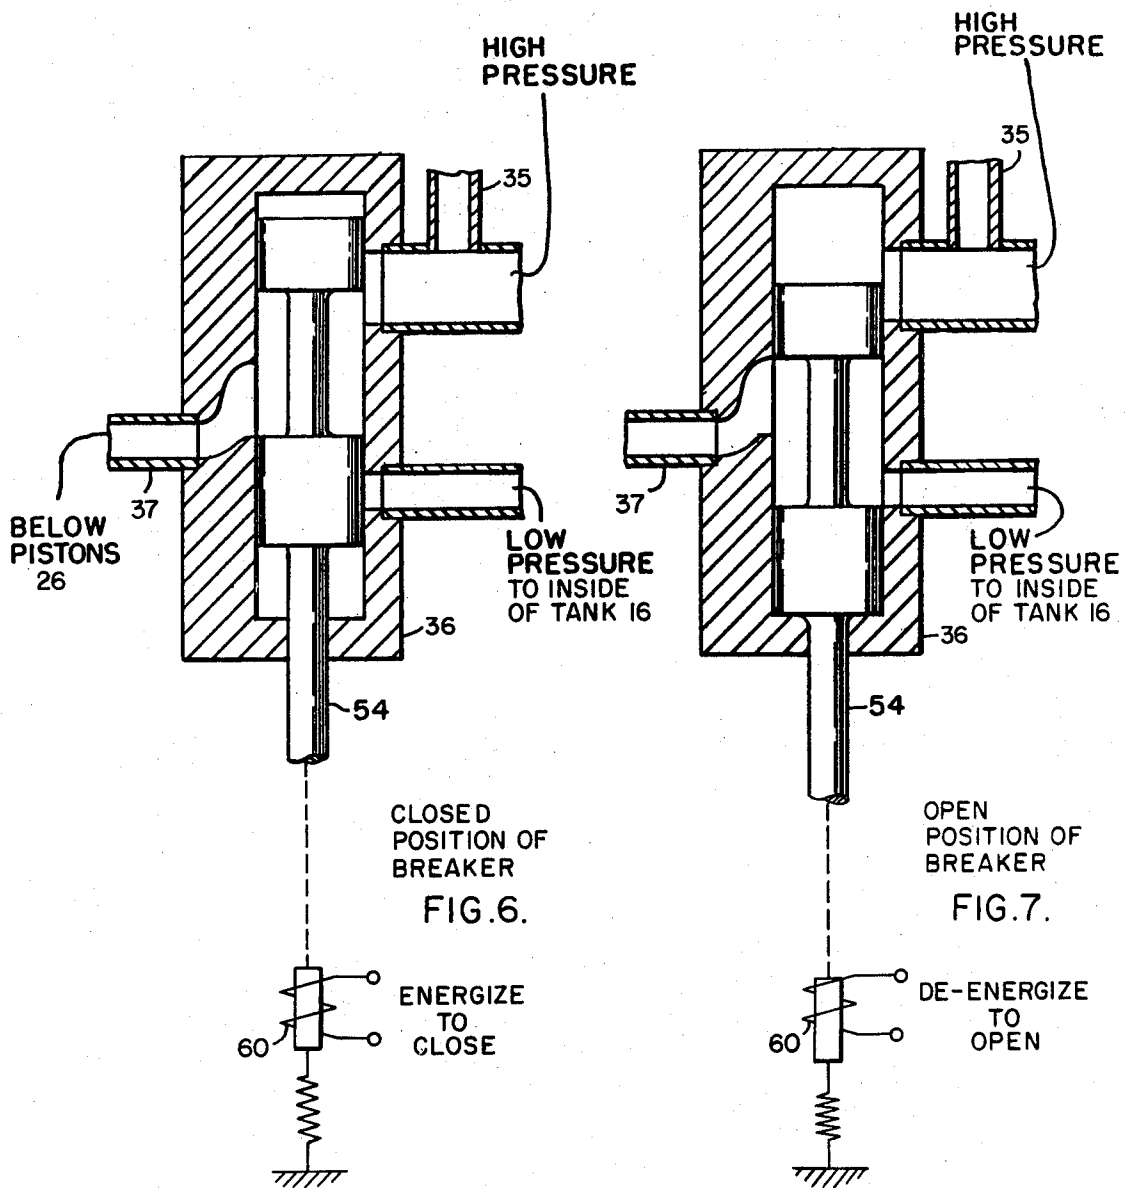 HIGH
PRESSURE
35
37
BELOW
PISTONS
26
LOW
PRESSURE
TO INSIDE
OF TANK 16
36
54
CLOSED
POSITION OF
BREAKER
FIG.6.
60
ENERGIZE
TO
CLOSE
HIGH
PRESSURE
35
37
LOW
PRESSURE
TO INSIDE
OF TANK 16
36
54
OPEN
POSITION OF
BREAKER
FIG.7.
60
DE-ENERGIZE
TO
OPEN